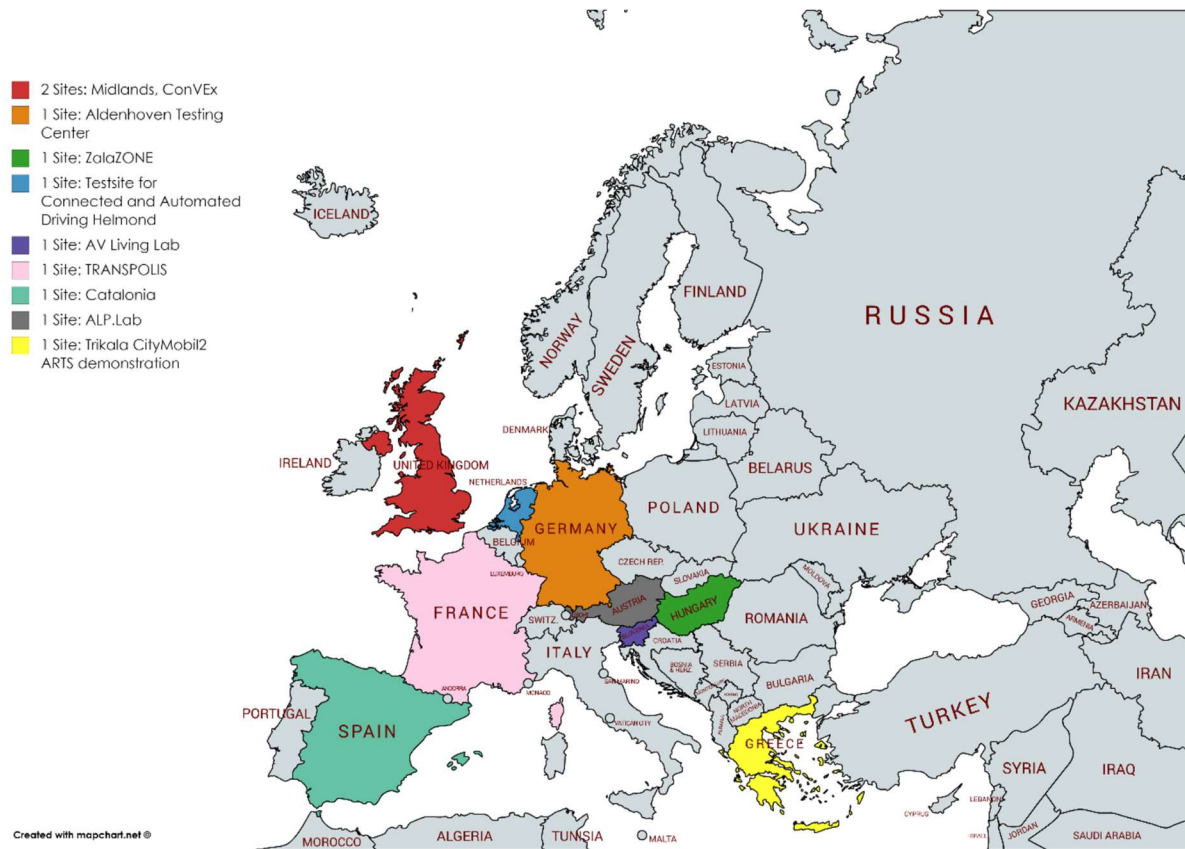 2 Sites: Midlands, ConVEx
1 Site: Aldenhoven Testing
Center
1 Site: ZalaZONE
1 Site: Testsite for
Connected and Automated
Driving Helmond
1 Site: AV Living Lab
1 Site: TRANSPOLIS
1 Site: Catalonia
1 Site: ALP.Lab
1 Site: Trikala CityMobil2
ARTS demonstration
ICELAND
NORWAY
SWEDEN
FINLAND
RUSSIA
ESTONIA
LATVIA
LITHUANIA
KAZAKHSTAN
DENMARK
IRELAND
UNITED KINGDOM
NETHERLANDS
BELARUS
POLAND
GERMANY
UKRAINE
BELGIUM
LUXEMBURG
CZECH REP.
SLOVAKIA
MOLDOVA
FRANCE
SWITZ.
AUSTRIA
HUNGARY
ROMANIA
GEORGIA
AZERBAIJAN
ARMENIA
ITALY
CROATIA
BOSNIA
& HERZ.
SERBIA
BULGARIA
IRAN
ANDORRA
MONACO
SAN MARINO
VATICAN CITY
NORTH
MACEDONIA
PORTUGAL
SPAIN
GREECE
TURKEY
SYRIA
IRAQ
CYPRUS
LEBANON
ISRAEL
JORDAN
SAUDI ARABIA
MOROCCO
ALGERIA
TUNISIA
MALTA
Created with mapchart.net ©